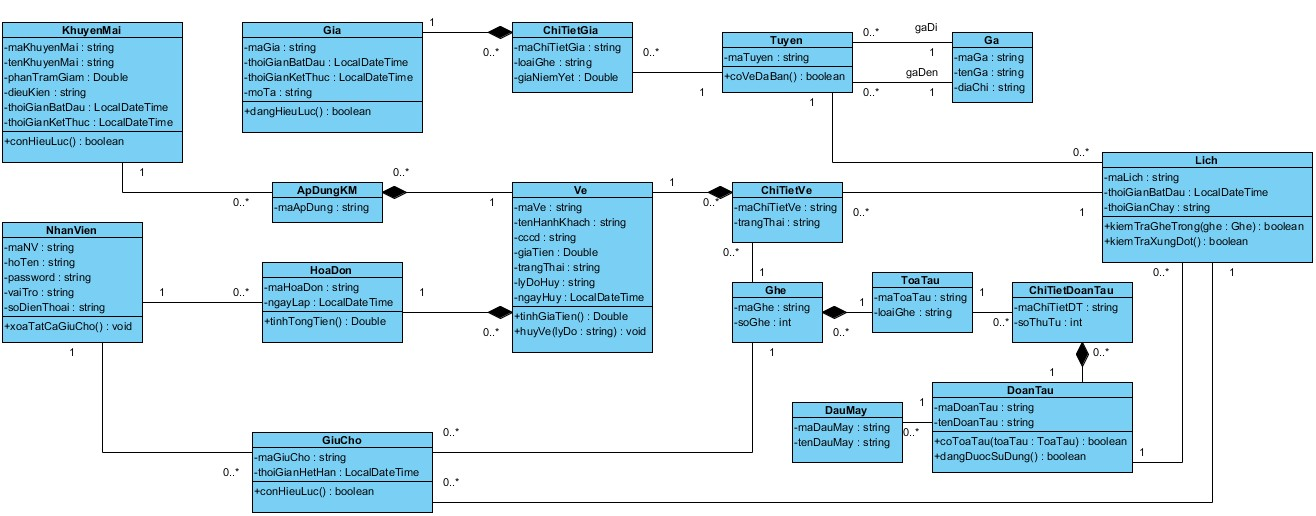 KhuyenMai
-maKhuyenMai : string
-tenKhuyenMai : string
-phanTramGiam : Double
-dieuKien : string
-thoiGianBatDau : LocalDateTime
-thoiGianKetThuc : LocalDateTime
+conHieuLuc() : boolean
Gia
-maGia : string
-thoiGianBatDau : LocalDateTime
-thoiGianKetThuc : LocalDateTime
-moTa : string
+dangHieuLuc() : boolean
1
0..*
ChiTietGia
-maChiTietGia : string
-loaiGhe : string
-giaNiemYet : Double
0..*
1
Tuyen
-maTuyen : string
+coVeDaBan() : boolean
0..*
gaDi
1
gaDen
0..*
1
Ga
-maGa : string
-tenGa : string
-diaChi : string
1
0..*
Lich
-maLich : string
-thoiGianBatDau : LocalDateTime
-thoiGianChay : string
+kiemTraGheTrong(ghe : Ghe) : boolean
+kiemTraXungDot() : boolean
1
0..*
ApDungKM
-maApDung : string
0..*
1
Ve
-maVe : string
-tenHanhKhach : string
-cccd : string
-giaTien : Double
-trangThai : string
-lyDoHuy : string
-ngayHuy : LocalDateTime
+tinhGiaTien() : Double
+huyVe(lyDo : string) : void
1
0..*
ChiTietVe
-maChiTietVe : string
-trangThai : string
0..*
1
0..*
1
NhanVien
-maNV : string
-hoTen : string
-password : string
-vaiTro : string
-soDienThoai : string
+xoaTatCaGiuCho() : void
1
0..*
HoaDon
-maHoaDon : string
-ngayLap : LocalDateTime
+tinhTongTien() : Double
1
0..*
Ghe
-maGhe : string
-soGhe : int
1
0..*
ToaTau
-maToaTau : string
-loaiGhe : string
1
0..*
ChiTietDoanTau
-maChiTietDT : string
-soThuTu : int
0..*
1
0..*
1
1
1
DauMay
-maDauMay : string
-tenDauMay : string
1
0..*
DoanTau
-maDoanTau : string
-tenDoanTau : string
+coToaTau(toaTau : ToaTau) : boolean
+dangDuocSuDung() : boolean
1
GiuCho
-maGiuCho : string
-thoiGianHetHan : LocalDateTime
+conHieuLuc() : boolean
0..*
0..*
0..*